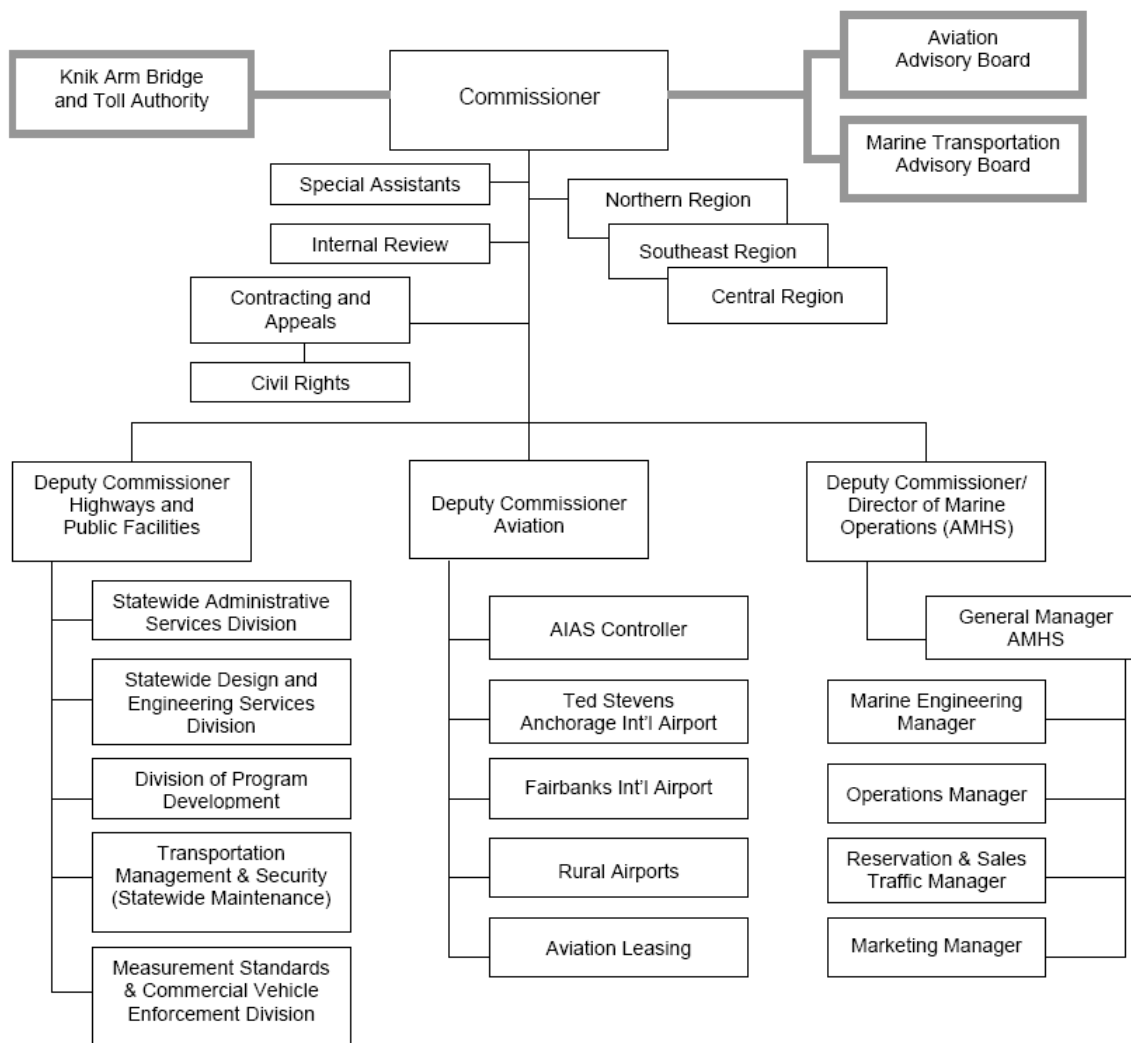 Knik Arm Bridge
and Toll Authority
Commissioner
Aviation
Advisory Board
Marine Transportation
Advisory Board
Special Assistants
Internal Review
Contracting and
Appeals
Civil Rights
Northern Region
Southeast Region
Central Region
Deputy Commissioner
Highways and
Public Facilities
Statewide Administrative
Services Division
Statewide Design and
Engineering Services
Division
Division of Program
Development
Transportation
Management & Security
(Statewide Maintenance)
Measurement Standards
& Commercial Vehicle
Enforcement Division
Deputy Commissioner
Aviation
AIAS Controller
Ted Stevens
Anchorage Int’l Airport
Fairbanks Int’l Airport
Rural Airports
Aviation Leasing
Deputy Commissioner/
Director of Marine
Operations (AMHS)
General Manager
AMHS
Marine Engineering
Manager
Operations Manager
Reservation & Sales
Traffic Manager
Marketing Manager